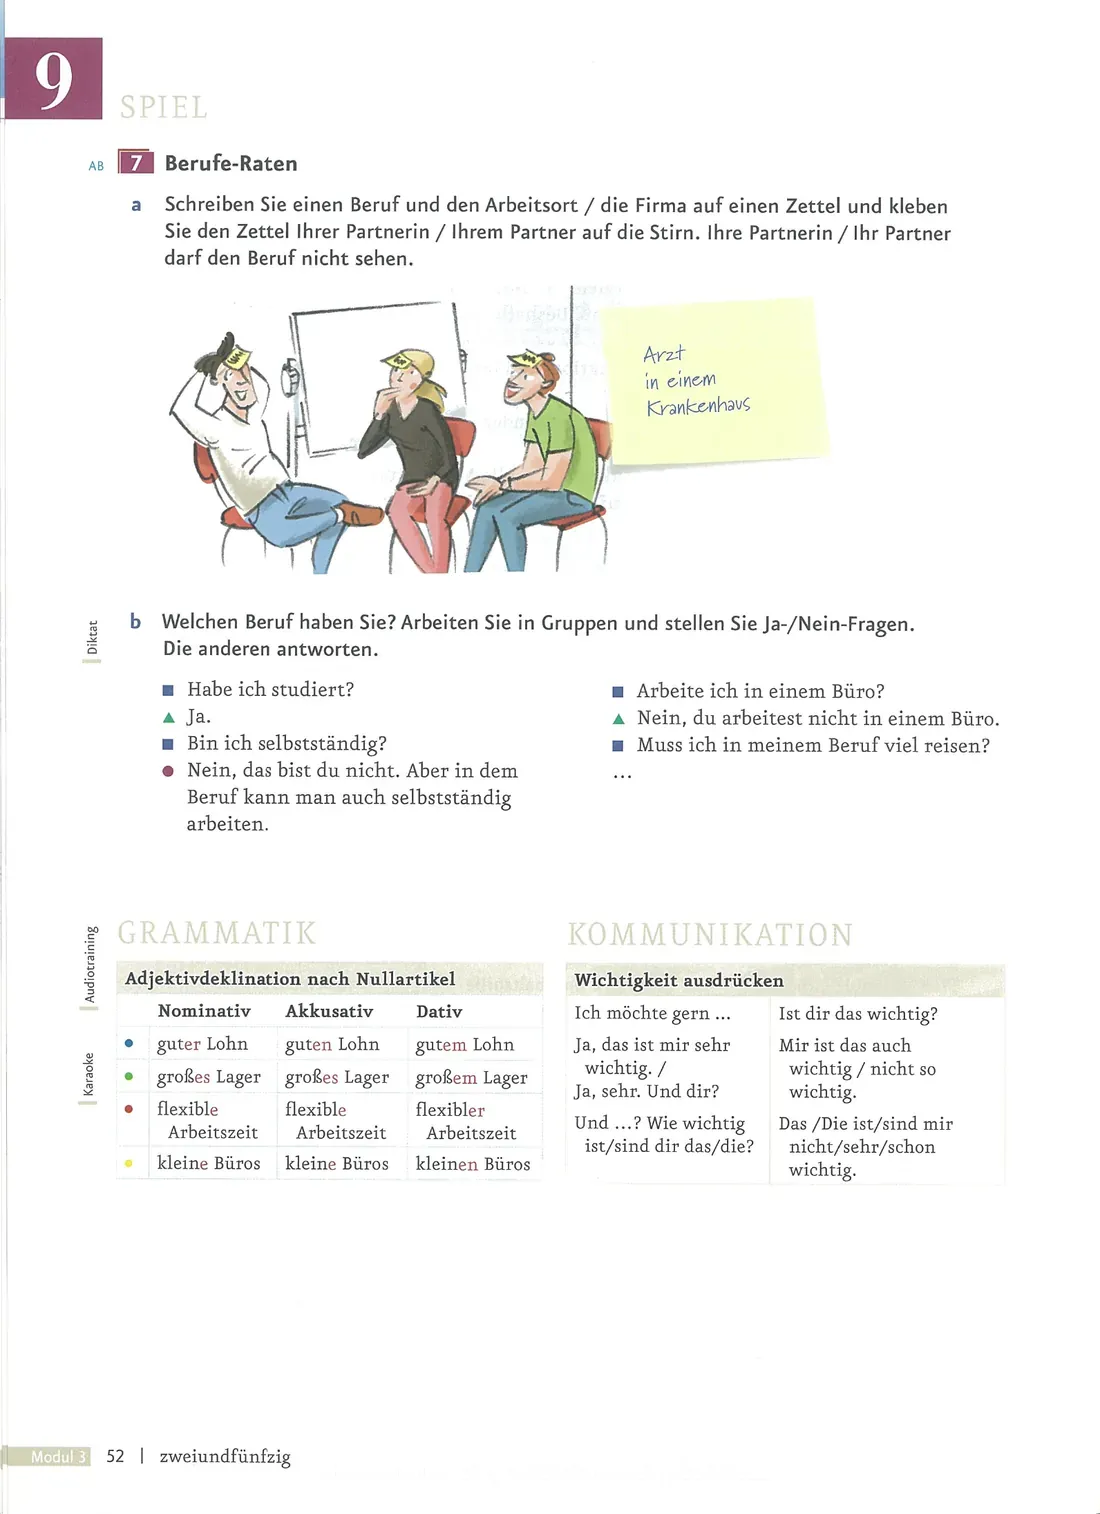 9
SPIEL
AB 7 Berufe-Raten
a Schreiben Sie einen Beruf und den Arbeitsort / die Firma auf einen Zettel und kleben
Sie den Zettel Ihrer Partnerin / Ihrem Partner auf die Stirn. Ihre Partnerin / Ihr Partner
darf den Beruf nicht sehen.
Arzt
in einem
Krankenhaus
Diktat
b Welchen Beruf haben Sie? Arbeiten Sie in Gruppen und stellen Sie Ja-/Nein-Fragen.
Die anderen antworten.
■ Habe ich studiert?
▲ Ja.
■ Bin ich selbstständig?
● Nein, das bist du nicht. Aber in dem
Beruf kann man auch selbstständig
arbeiten.
■ Arbeite ich in einem Büro?
▲ Nein, du arbeitest nicht in einem Büro.
■ Muss ich in meinem Beruf viel reisen?
...
Audiotraining
Karaoke
GRAMMATIK
Adjektivdeklination nach Nullartikel
Nominativ Akkusativ Dativ
● guter Lohn guten Lohn gutem Lohn
● großes Lager großes Lager großem Lager
● flexible flexible flexibler
Arbeitszeit Arbeitszeit Arbeitszeit
● kleine Büros kleine Büros kleinen Büros
KOMMUNIKATION
Wichtigkeit ausdrücken
Ich möchte gern ... Ist dir das wichtig?
Ja, das ist mir sehr Mir ist das auch
wichtig. / wichtig / nicht so
Ja, sehr. Und dir? wichtig.
Und ...? Wie wichtig Das /Die ist/sind mir
ist/sind dir das/die? nicht/sehr/schon
wichtig.
Modul 3 52 | zweiundfünfzig